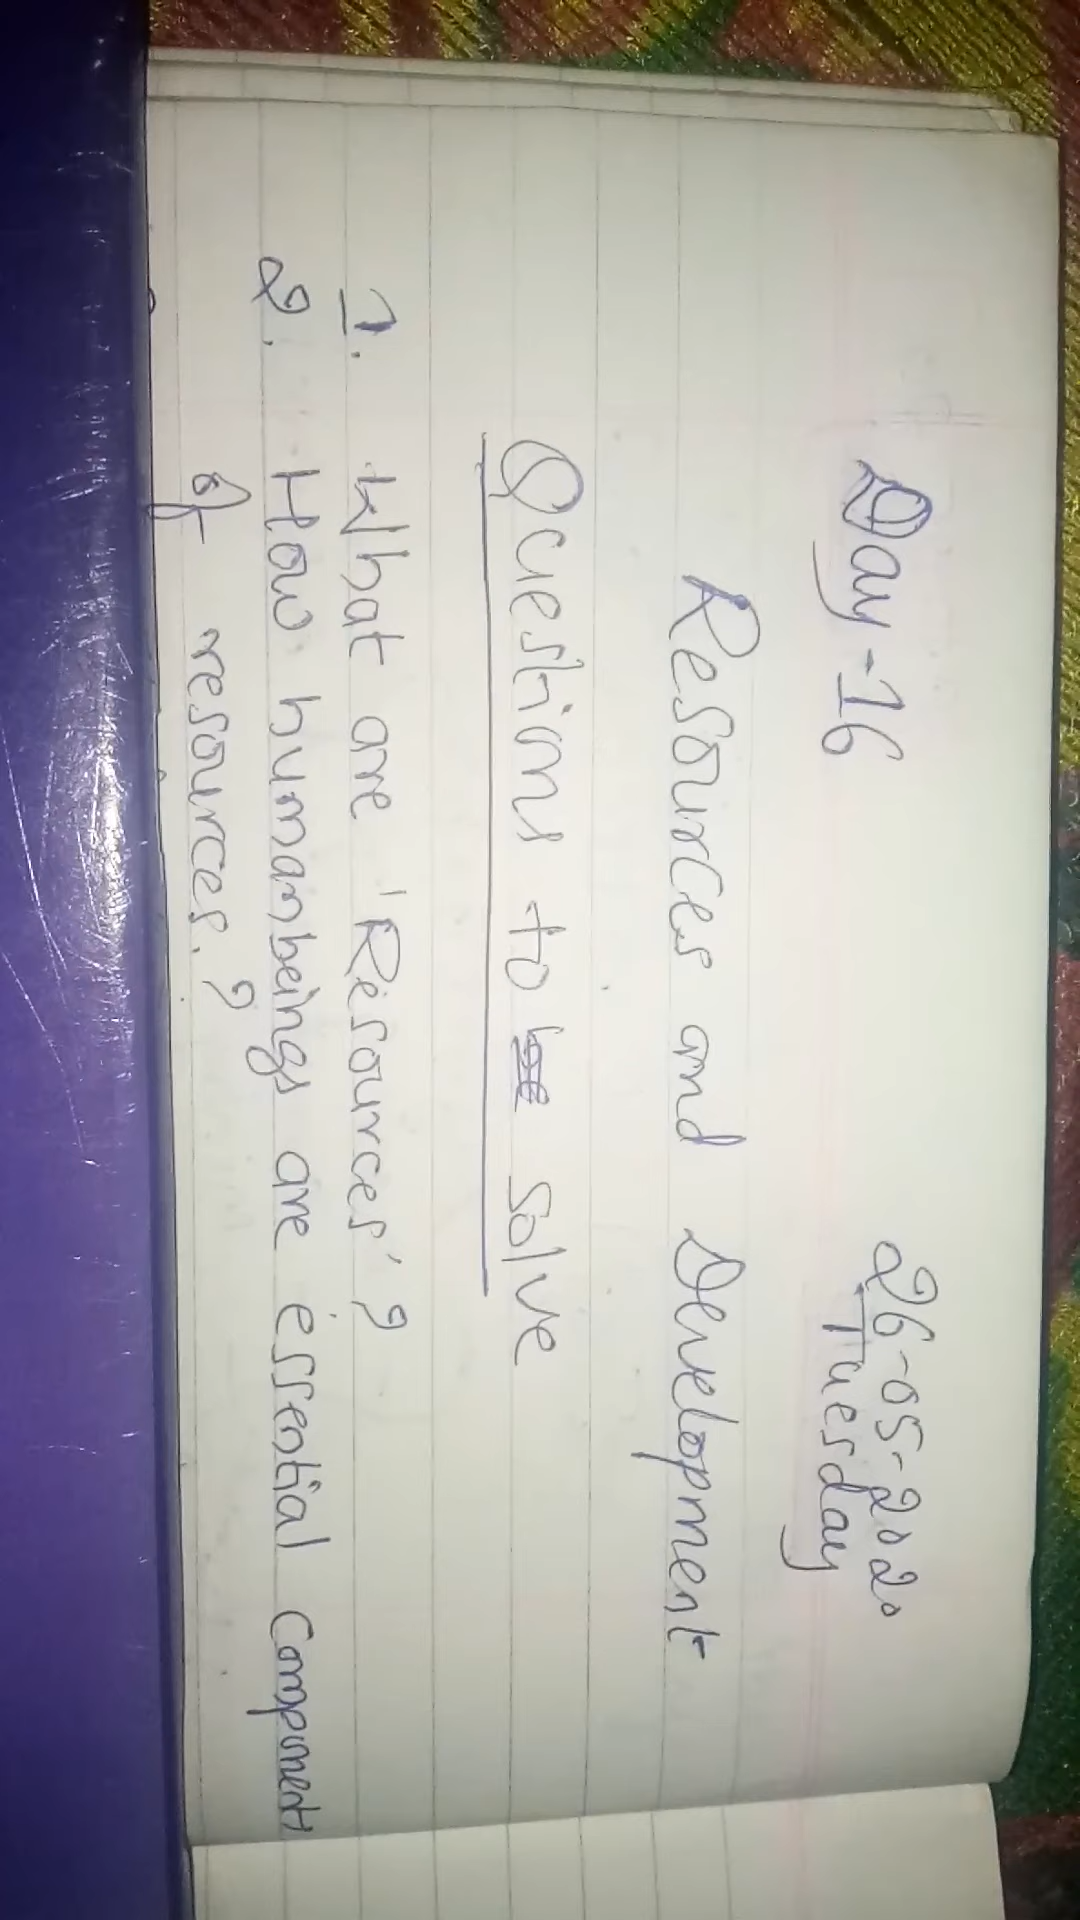 Day-16
26-05-2020
Tuesday
Resources and Development
Questions to solve
1. What are 'Resources'?
2. How humanbeings are essential Component
of resources.?